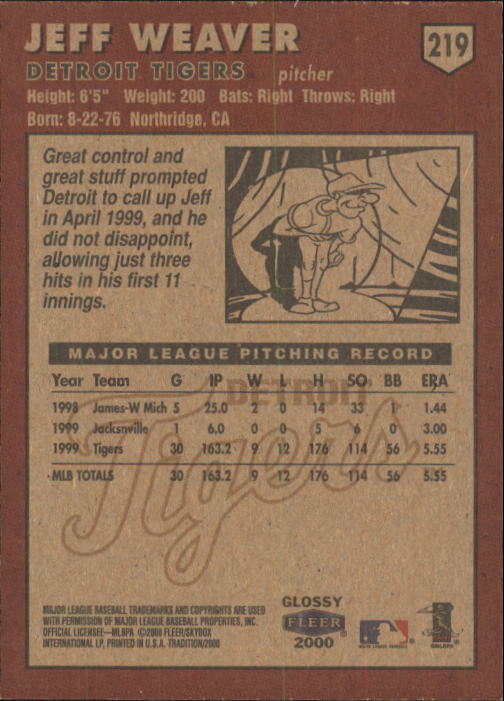 JEFF WEAVER
219
DETROIT TIGERS. pitcher
Height: 6'5" Weight: 200 Bats: Right Throws: Right
Born: 8-22-76 Northridge, CA
Great control and
great stuff prompted
Detroit to call up Jeff
in April 1999, and he
did not disappoint,
allowing just three
hits in his first 11
innings.
MAJOR LEAGUE PITCHING RECORD
DETROIT
Tigers
Year Team G IP W L H SO BB ERA
1998 James-W Mich 5 25.0 2 0 14 33 1 1.44
1999 Jacksnville 1 6.0 0 0 5 6 0 3.00
1999 Tigers 30 163.2 9 12 176 114 56 5.55
MLB TOTALS 30 163.2 9 12 176 114 56 5.55
MAJOR LEAGUE BASEBALL TRADEMARKS AND COPYRIGHTS ARE USED
WITH PERMISSION OF MAJOR LEAGUE BASEBALL PROPERTIES, INC.
OFFICIAL LICENSEE—MLBPA ©2000 FLEER/SKYBOX
INTERNATIONAL LP, PRINTED IN U.S.A. TRADITION/2000
GLOSSY
FLEER
2000
MAJOR LEAGUE BASEBALL
©MLBPA